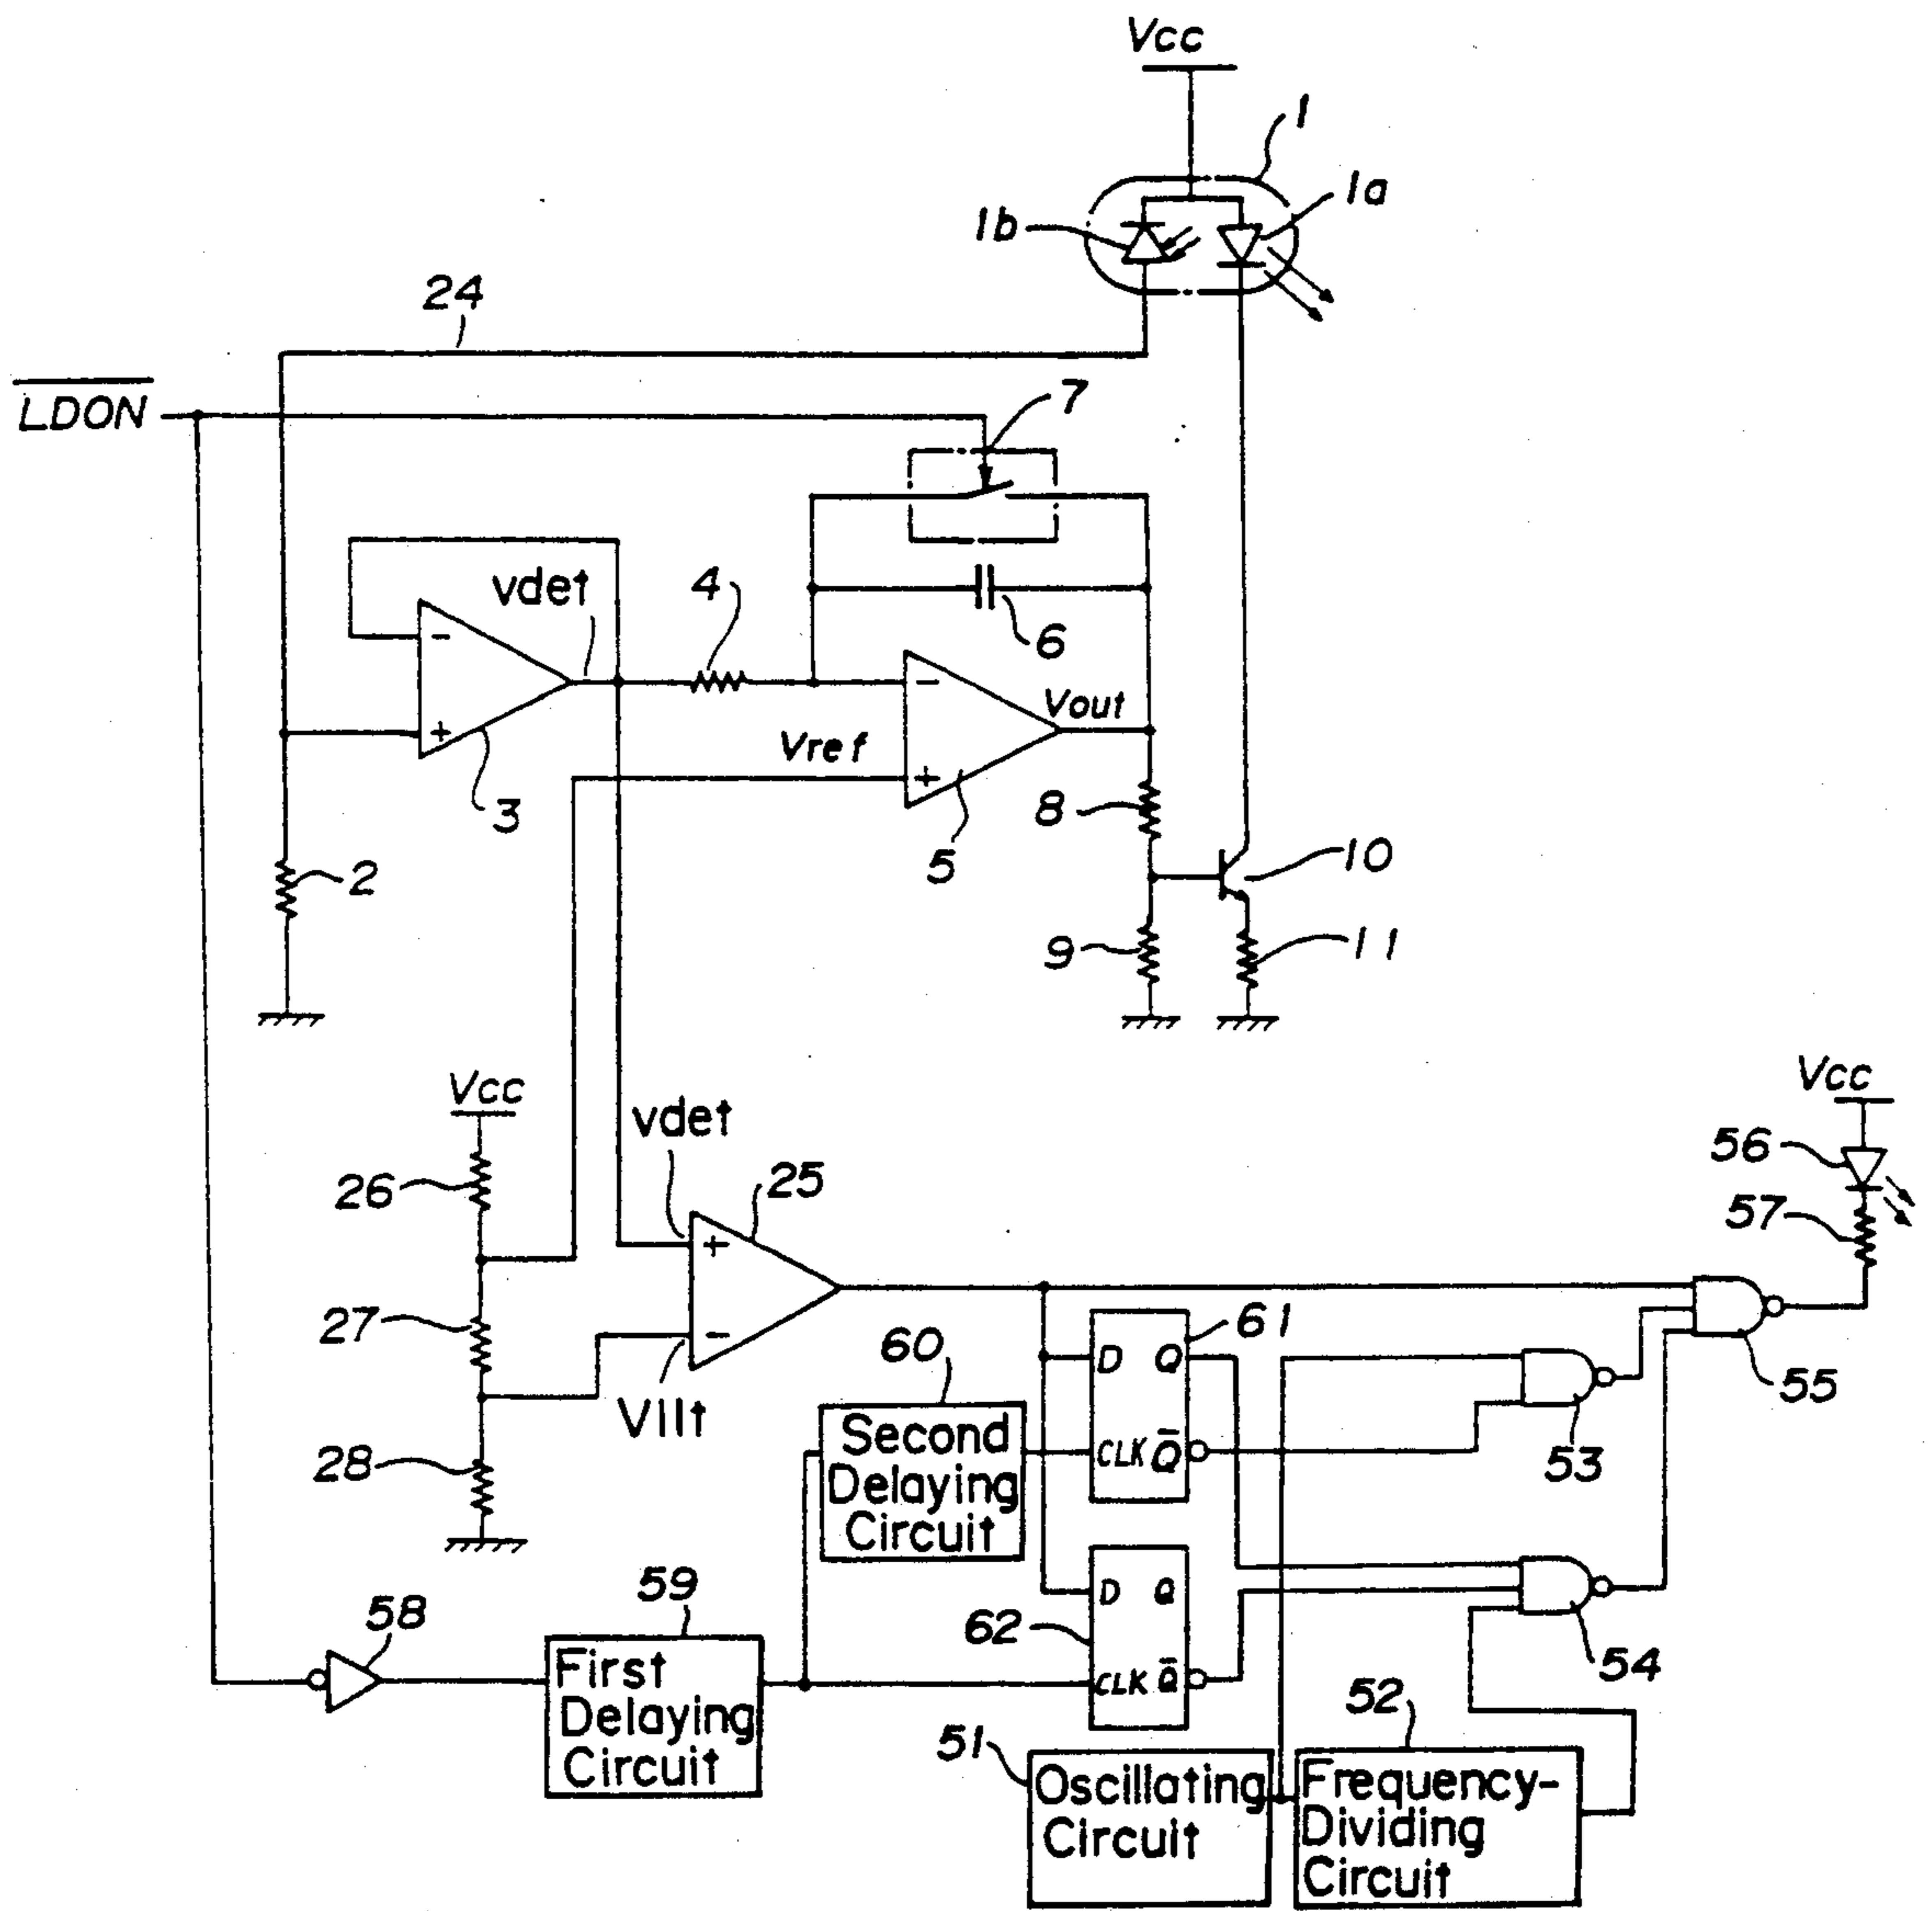 Vcc
1
1a
1b
24
LDON
7
vdet
4
6
Vout
Vref
-
+
-
+
3
5
8
2
10
9
11
Vcc
vdet
Vcc
26
25
56
57
+
-
27
60
61
D Q
55
Vllt
Second
Delaying
Circuit
CLK Q
53
28
59
D Q
58
62
First
Delaying
Circuit
CLK Q
54
52
51
Oscillating
Circuit
Frequency-
Dividing
Circuit